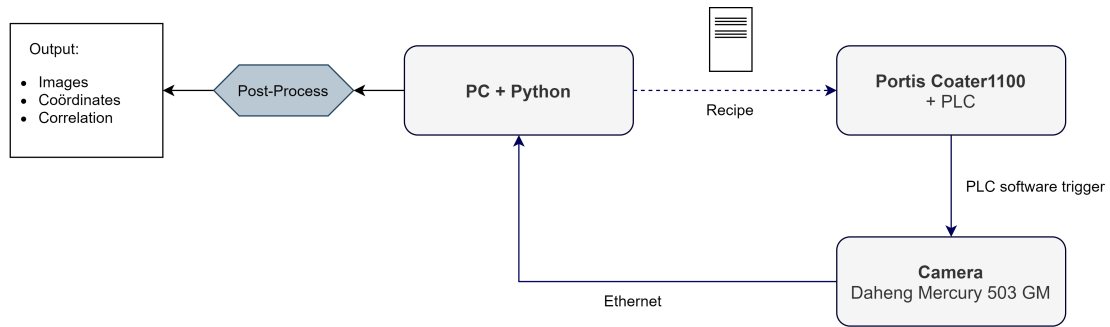 Output:
• Images
• Coördinates
• Correlation
Post-Process
PC + Python
Recipe
Portis Coater1100
+ PLC
PLC software trigger
Camera
Daheng Mercury 503 GM
Ethernet